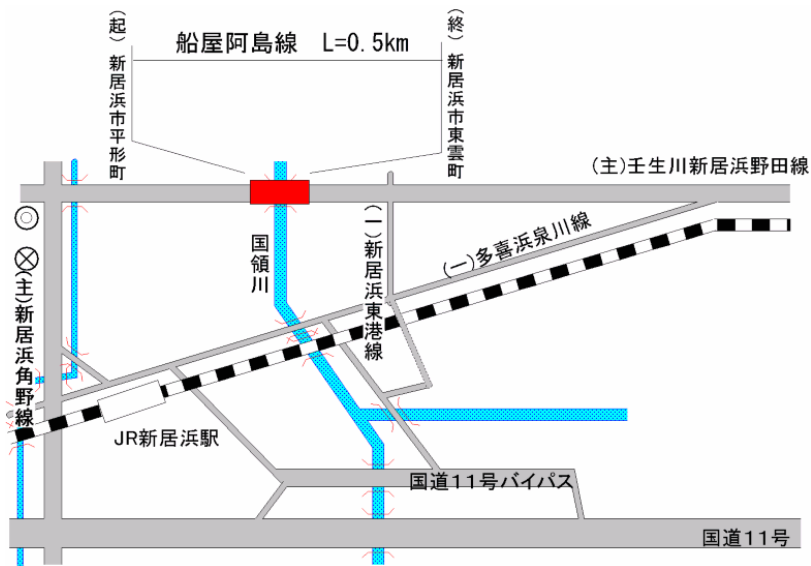 船屋阿島線 L=0.5km
(起)新居浜市平形町
(終)新居浜市東雲町
(主)壬生川新居浜野田線
国領川
(一)新居浜東港線
(一)多喜浜泉川線
(主)新居浜角野線
JR新居浜駅
国道11号バイパス
国道11号